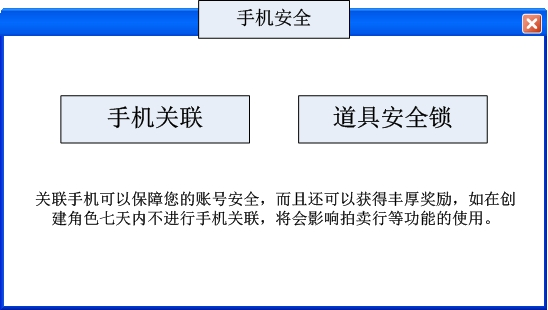 手机安全
手机关联
道具安全锁
关联手机可以保障您的账号安全，而且还可以获得丰厚奖励，如在创
建角色七天内不进行手机关联，将会影响拍卖行等功能的使用。